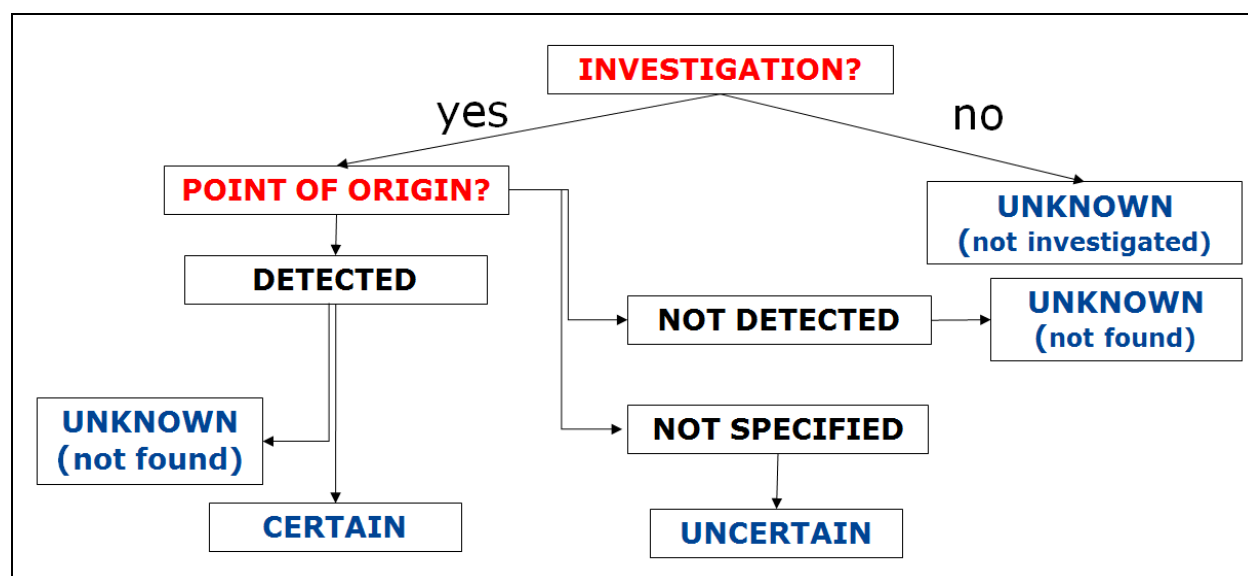 INVESTIGATION?
yes
no
POINT OF ORIGIN?
UNKNOWN
(not investigated)
DETECTED
NOT DETECTED
UNKNOWN
(not found)
UNKNOWN
(not found)
NOT SPECIFIED
CERTAIN
UNCERTAIN